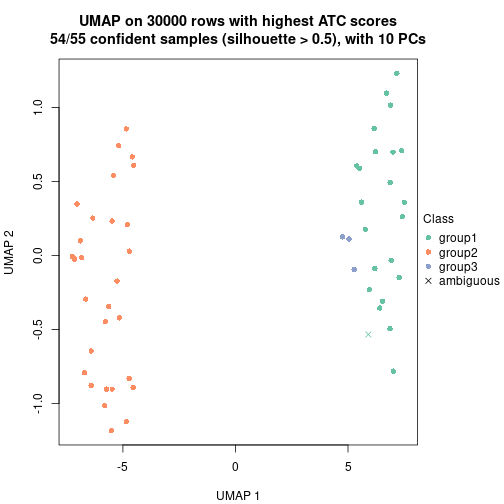 UMAP on 30000 rows with highest ATC scores
54/55 confident samples (silhouette > 0.5), with 10 PCs
1.0
0.5
0.0
-0.5
-1.0
UMAP 2
-5
0
5
UMAP 1
Class
group1
group2
group3
ambiguous